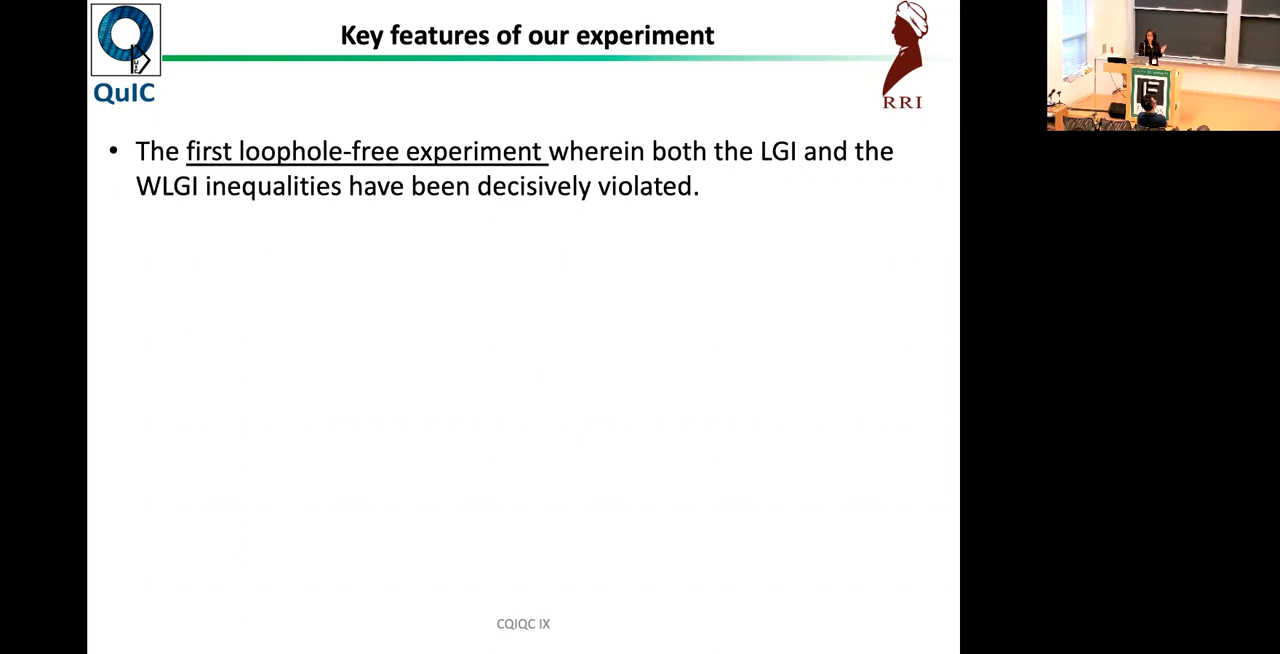 Key features of our experiment
QuIC
RRI
• The first loophole-free experiment wherein both the LGI and the
WLGI inequalities have been decisively violated.
CQIQC IX